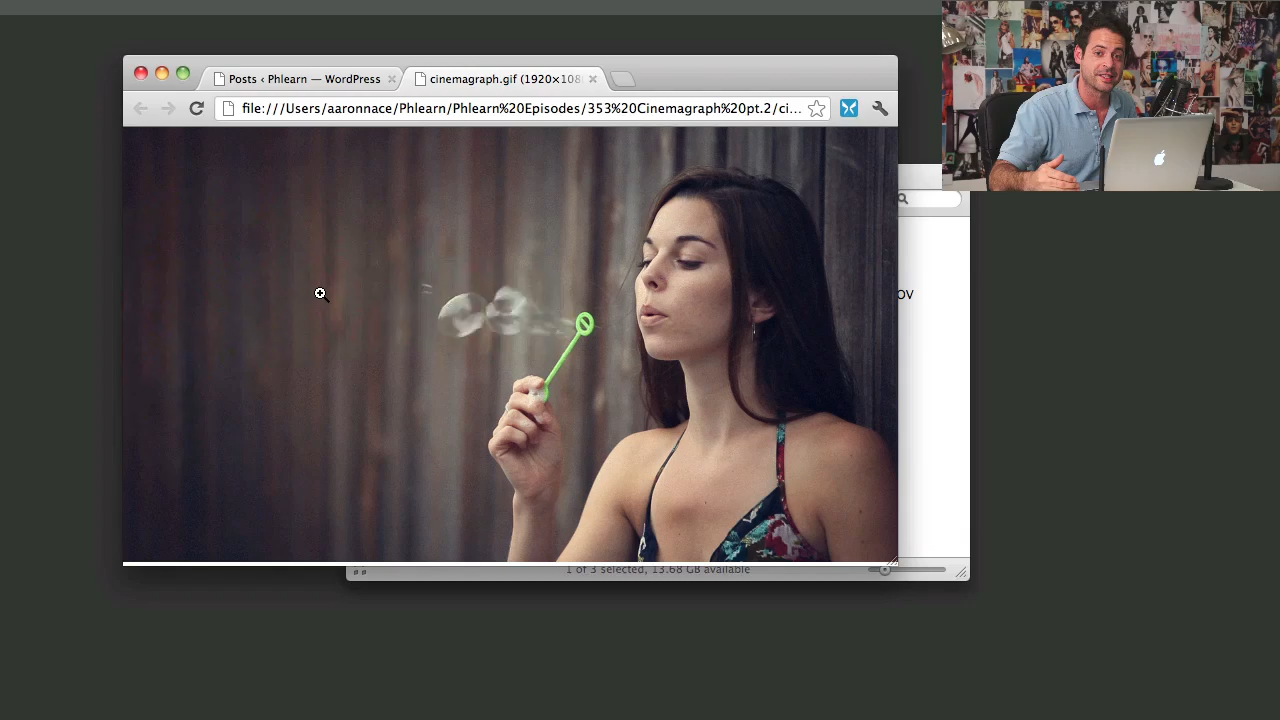 Posts ‹ Phlearn — WordPress
cinemagraph.gif (1920×108
file:///Users/aaronnace/Phlearn/Phlearn%20Episodes/353%20Cinemagraph%20pt.2/ci...
OV
1 of 3 selected, 13.68 GB available